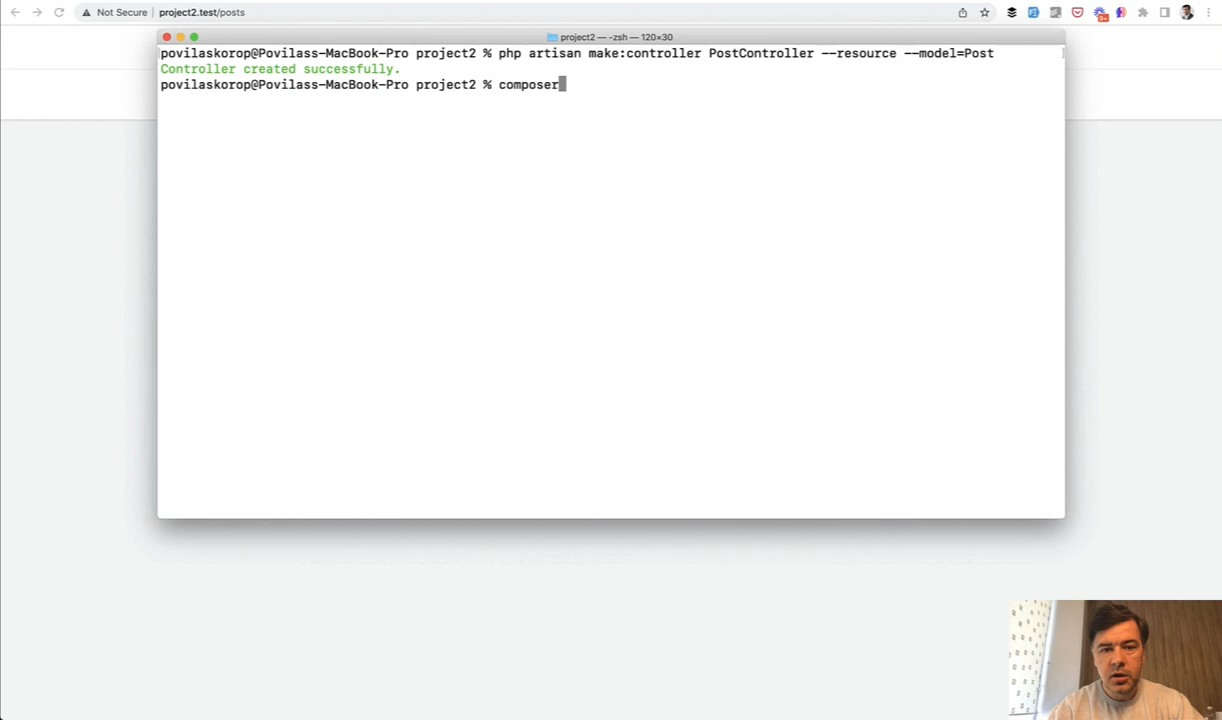 Not Secure | project2.test/posts
project2 — -zsh — 120×30
povilaskorop@Povilass-MacBook-Pro project2 % php artisan make:controller PostController --resource --model=Post
Controller created successfully.
povilaskorop@Povilass-MacBook-Pro project2 % composer